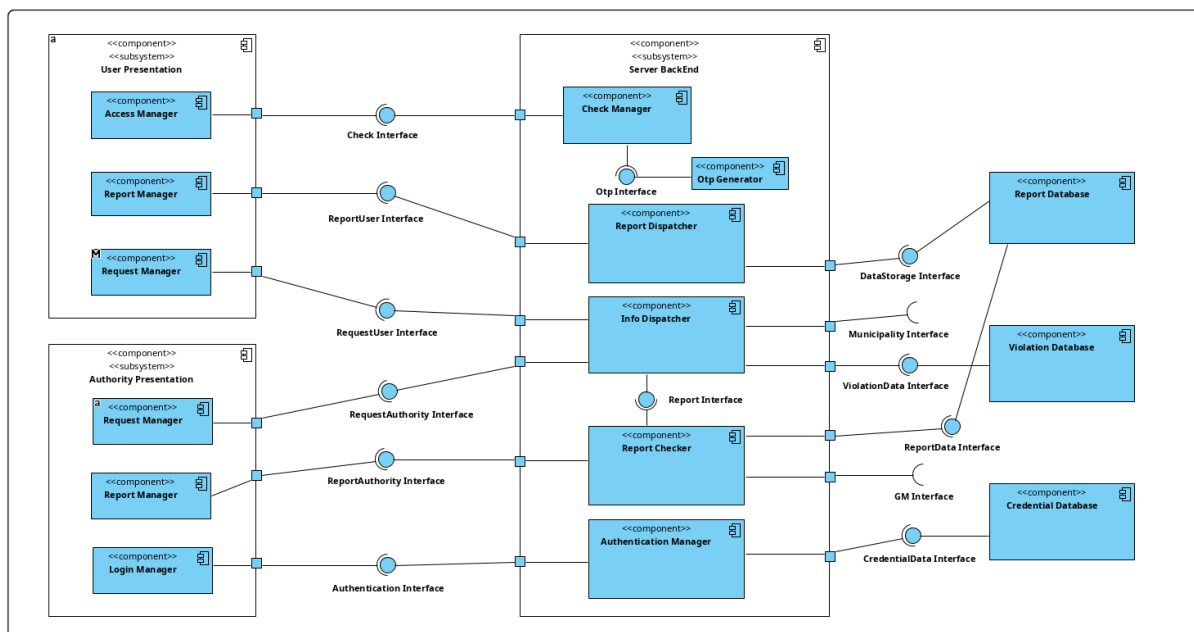 a
<<component>>
<<subsystem>>
User Presentation
<<component>>
Access Manager
<<component>>
Report Manager
M
<<component>>
Request Manager
Check Interface
ReportUser Interface
RequestUser Interface
<<component>>
<<subsystem>>
Authority Presentation
a
<<component>>
Request Manager
<<component>>
Report Manager
<<component>>
Login Manager
RequestAuthority Interface
ReportAuthority Interface
Authentication Interface
<<component>>
<<subsystem>>
Server BackEnd
<<component>>
Check Manager
Otp Interface
<<component>>
Otp Generator
<<component>>
Report Dispatcher
<<component>>
Info Dispatcher
Report Interface
<<component>>
Report Checker
<<component>>
Authentication Manager
DataStorage Interface
Municipality Interface
ViolationData Interface
ReportData Interface
GM Interface
CredentialData Interface
<<component>>
Report Database
<<component>>
Violation Database
<<component>>
Credential Database